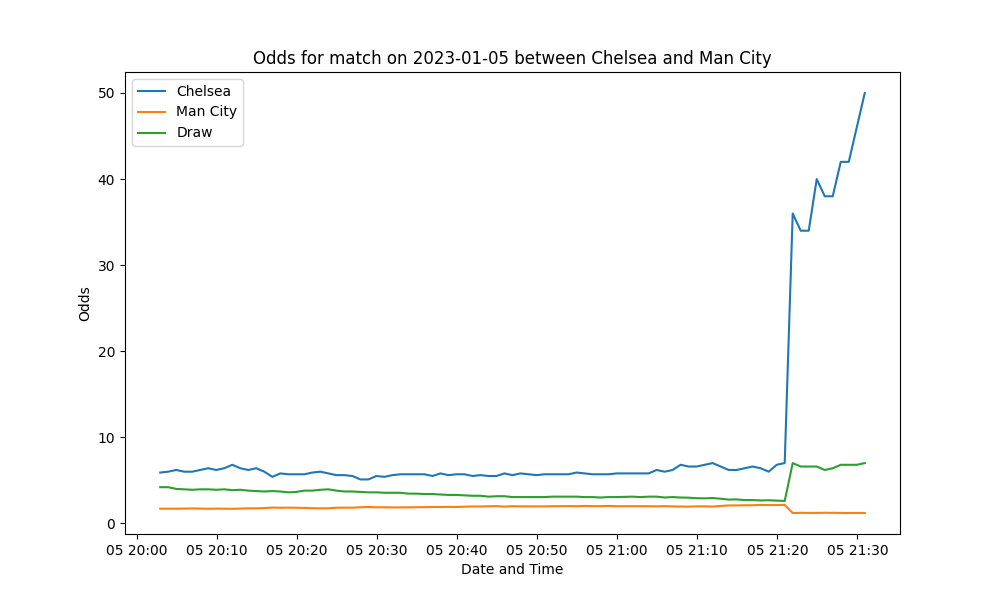 Odds for match on 2023-01-05 between Chelsea and Man City
Chelsea
Man City
Draw
50
40
30
20
10
0
Odds
05 20:00
05 20:10
05 20:20
05 20:30
05 20:40
05 20:50
05 21:00
05 21:10
05 21:20
05 21:30
Date and Time